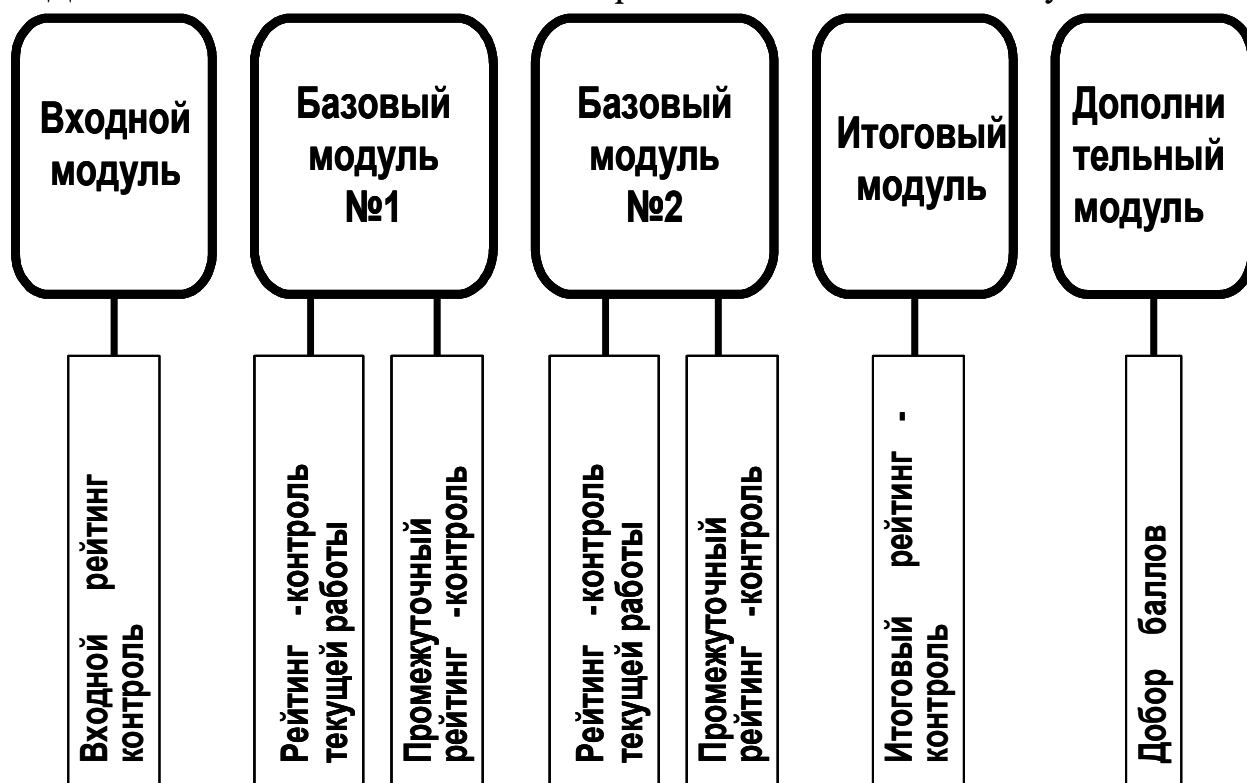 Входной
модуль
Базовый
модуль
№1
Базовый
модуль
№2
Итоговый
модуль
Дополни
тельный
модуль
Входной рейтинг
контроль
Рейтинг -контроль
текущей работы
Промежуточный
рейтинг -контроль
Рейтинг -контроль
текущей работы
Промежуточный
рейтинг -контроль
Итоговый рейтинг -
контроль
Добор баллов